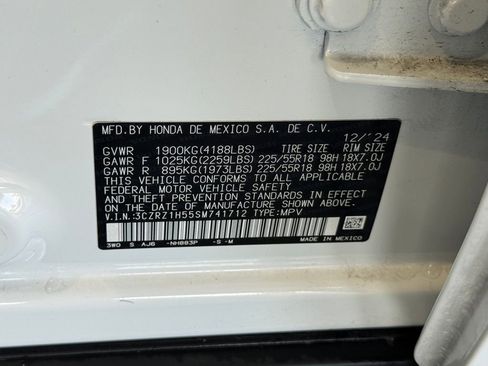 MFD.BY HONDA DE MEXICO S.A. DE C.V. 12/'24
GVWR 1900KG(4188LBS) TIRE SIZE RIM SIZE
GAWR F 1025KG(2259LBS) 225/55R18 98H 18X7.0J
GAWR R 895KG(1973LBS) 225/55R18 98H 18X7.0J
THIS VEHICLE CONFORMS TO ALL APPLICABLE
FEDERAL MOTOR VEHICLE SAFETY
STANDARDS IN EFFECT ON THE DATE OF
MANUFACTURE SHOWN ABOVE.
V.I.N.:3CZRZ1H55SM741712 TYPE:MPV
3W0 S AJ6 -NH883P -S -M MADE IN MEXICO